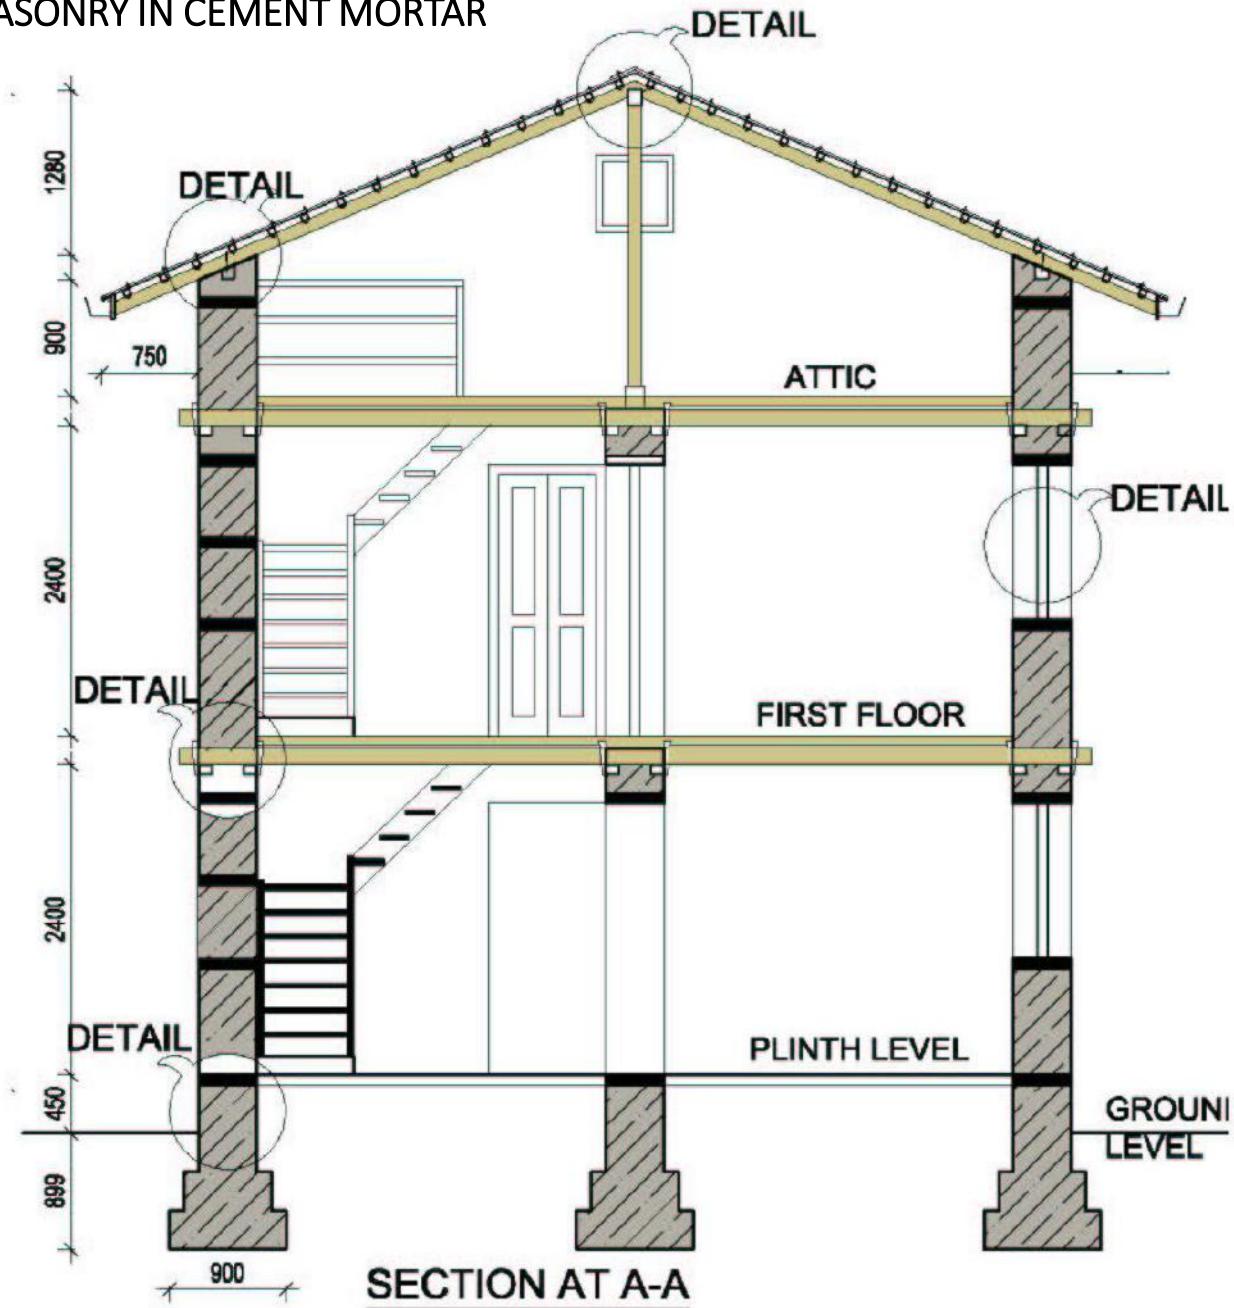 ASONRY IN CEMENT MORTAR
DETAIL
1280
DETAIL
900
750
ATTIC
DETAIL
2400
DETAIL
FIRST FLOOR
2400
DETAIL
PLINTH LEVEL
450
GROUN
LEVEL
899
900
SECTION AT A-A